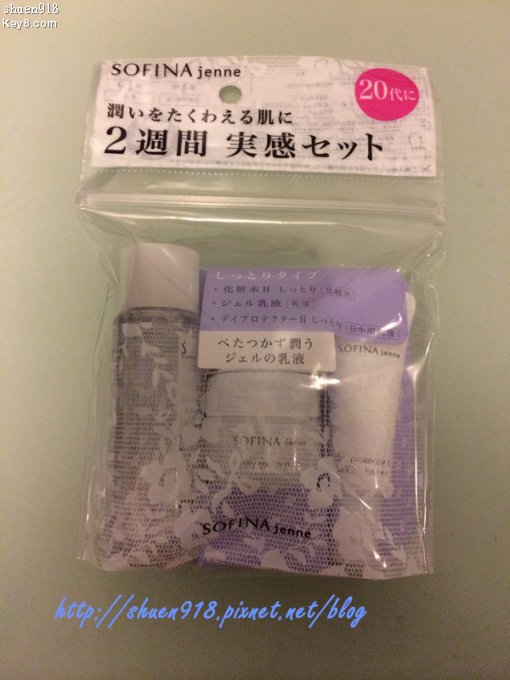 shuen918
Key8.com
SOFINA jenne
20代に
潤いをたくわえる肌に
2週間 実感セット
しっとりタイプ
・化粧水Ⅱ しっとり 化粧水
・ジェル乳液 乳液
・デイプロテクターⅡ しっとり 日中用乳液
べたつかず潤う
ジェルの乳液
SOFINA jenne
SOFINA jenne
SOFINA jenne
http://shuen918.pixnet.net/blog